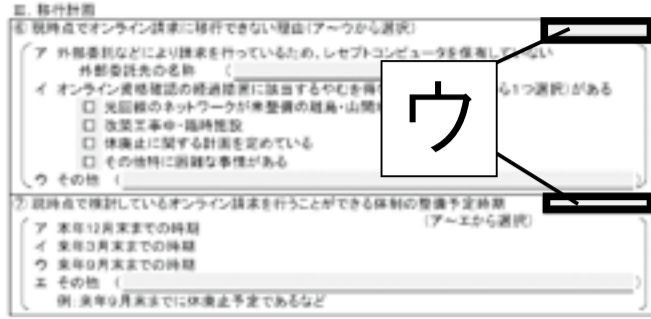 Ⅲ. 移行計画
⑥ 現時点でオンライン請求に移行できない理由(ア〜ウから選択)
ア 外部委託などにより請求を行っているため、レセプトコンピュータを保有していない
外部委託先の名称 (
イ オンライン資格確認の経過措置に該当するやむを得 ら1つ選択)がある
□ 光回線のネットワークが未整備の離島・山間
□ 改築工事中・臨時施設
□ 休廃止に関する計画を定めている
□ その他特に困難な事情がある
ウ その他 ( )
ウ
⑦ 現時点で検討しているオンライン請求を行うことができる体制の整備予定時期
(ア〜エから選択)
ア 本年12月末までの時期
イ 来年3月末までの時期
ウ 来年9月末までの時期
エ その他 ( )
例:来年9月末までに休廃止予定であるなど